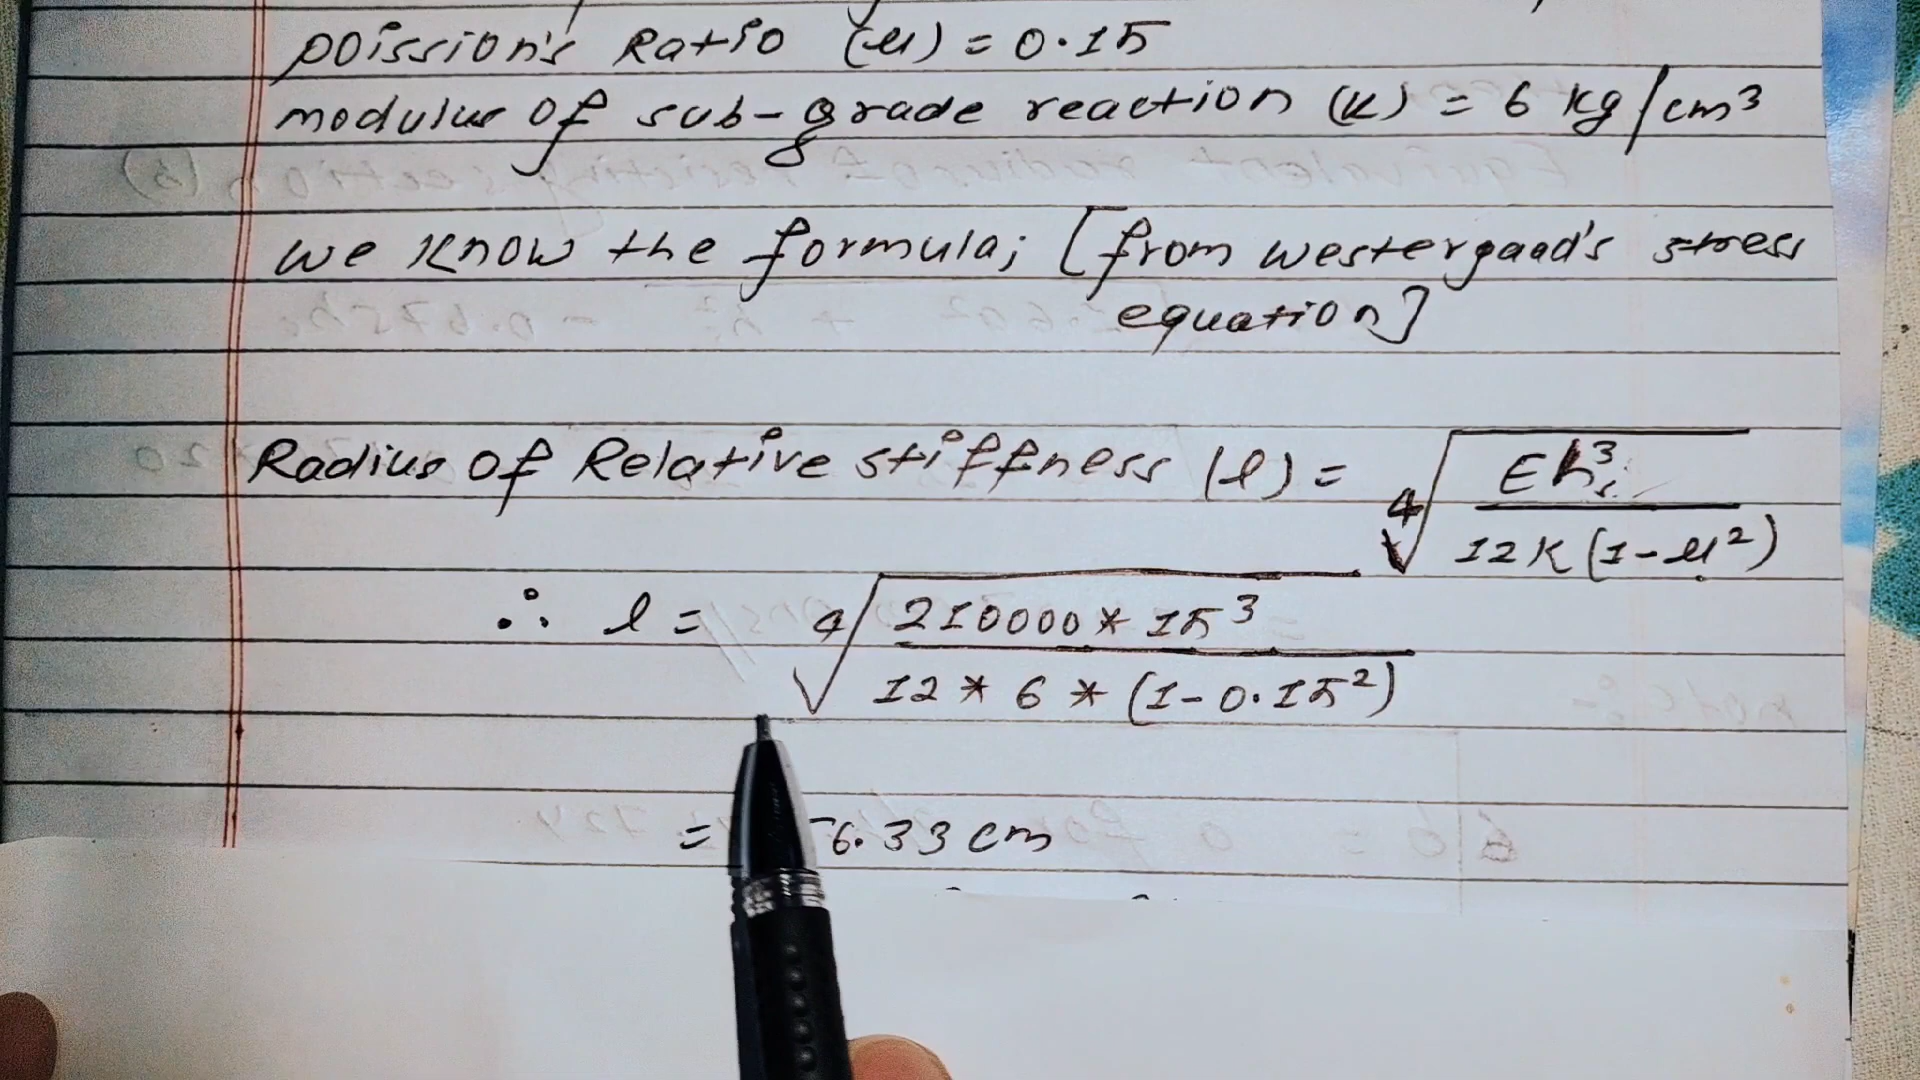 poission's Ratio (μ) = 0.15
modulus of sub-grade reaction (K) = 6 kg/cm³
we know the formula; [from westergaad's stress
equation]
Radius of Relative stiffness (l) = ⁴√(Eh³ₛ / 12K(1-μ²))
∴ l = ⁴√(210000 * 15³ / 12 * 6 * (1-0.15²))
= 6.33 cm